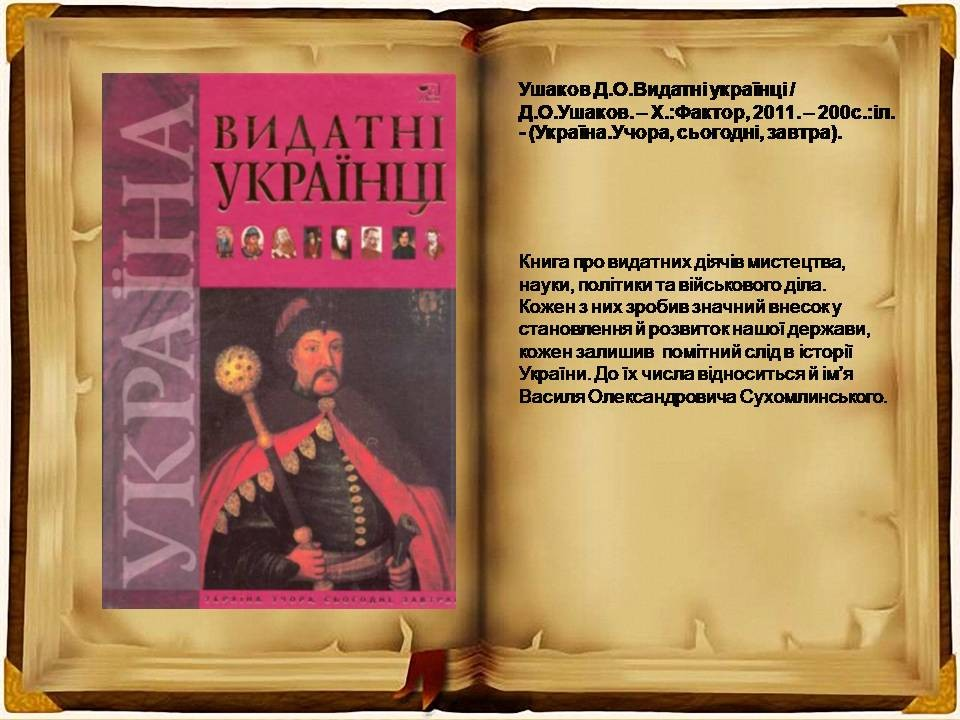 УКРАЇНА
ВИДАТНІ
УКРАЇНЦІ
УКРАЇНА. УЧОРА, СЬОГОДНІ, ЗАВТРА
Ушаков Д.О.Видатні українці /
Д.О.Ушаков. – Х.:Фактор, 2011. – 200с.:іл.
- (Україна.Учора, сьогодні, завтра).
Книга про видатних діячів мистецтва,
науки, політики та військового діла.
Кожен з них зробив значний внесок у
становлення й розвиток нашої держави,
кожен залишив помітний слід в історії
України. До їх числа відноситься й ім’я
Василя Олександровича Сухомлинського.